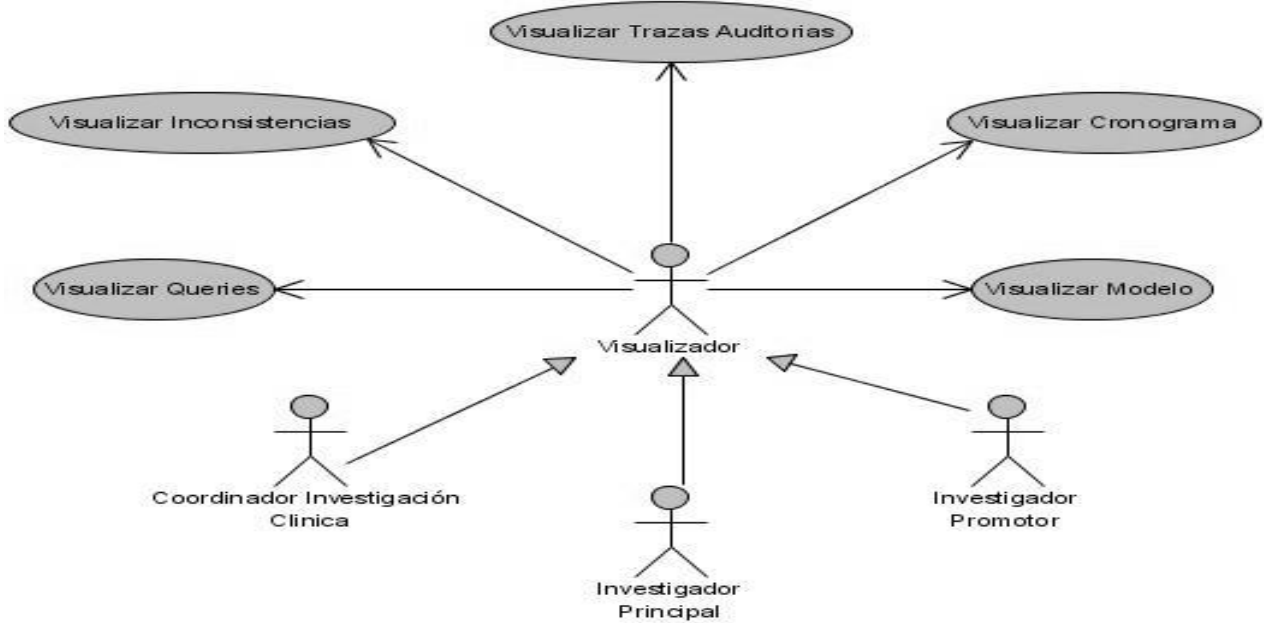 Visualizar Trazas Auditorias
Visualizar Inconsistencias
Visualizar Cronograma
Visualizar Queries
Visualizar Modelo
Visualizador
Coordinador Investigación
Clinica
Investigador
Promotor
Investigador
Principal